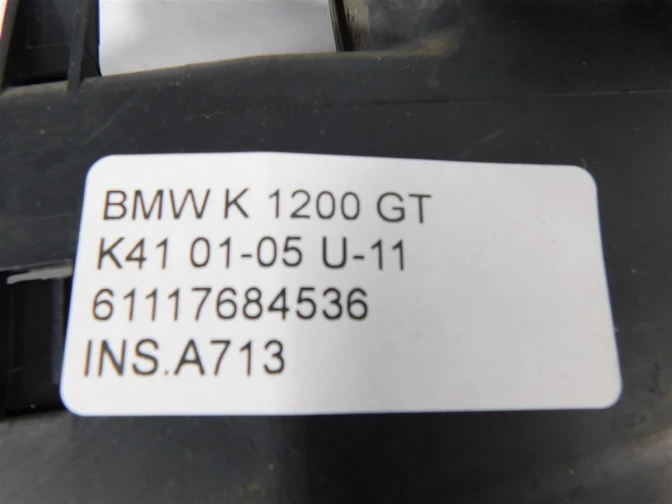 BMW K 1200 GT
K41 01-05 U-11
61117684536
INS.A713